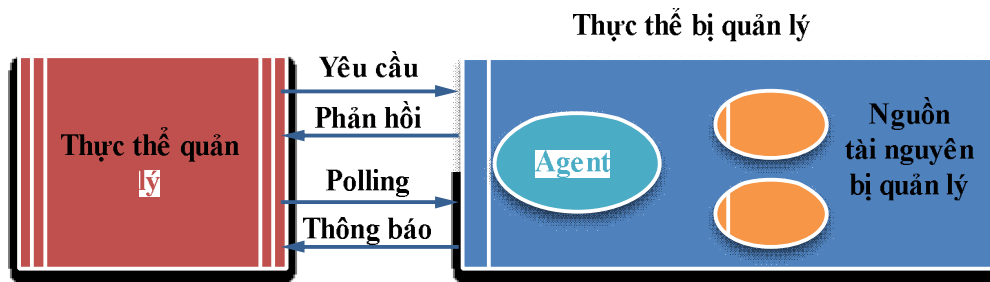 Thực thể bị quản lý
Yêu cầu
Phản hồi
Thực thể quản
lý
Polling
Thông báo
Agent
Nguồn
tài nguyên
bị quản lý